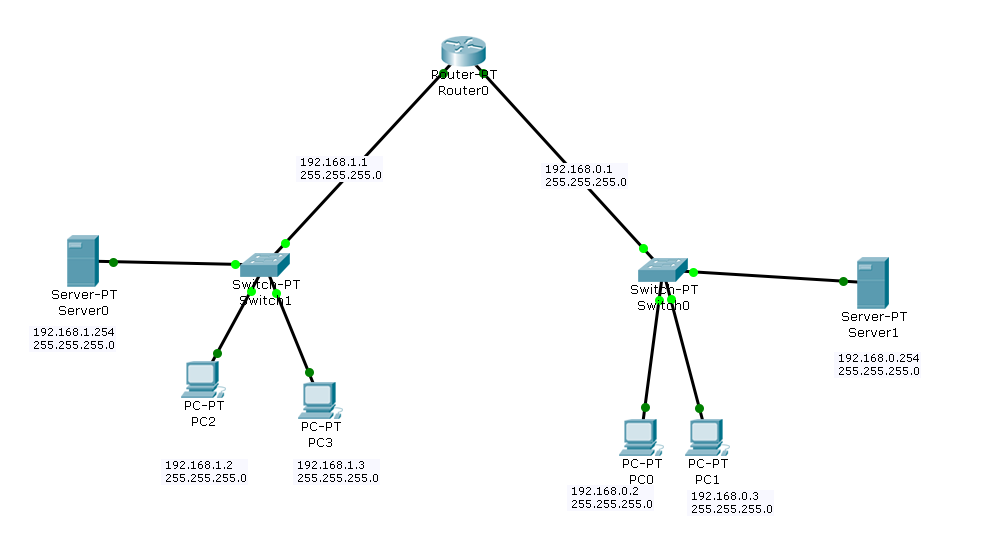 Router-PT
Router0
192.168.1.1
255.255.255.0
192.168.0.1
255.255.255.0
Server-PT
Server0
192.168.1.254
255.255.255.0
Switch-PT
Switch1
Switch-PT
Switch0
Server-PT
Server1
192.168.0.254
255.255.255.0
PC-PT
PC2
192.168.1.2
255.255.255.0
PC-PT
PC3
192.168.1.3
255.255.255.0
PC-PT
PC0
192.168.0.2
255.255.255.0
PC-PT
PC1
192.168.0.3
255.255.255.0